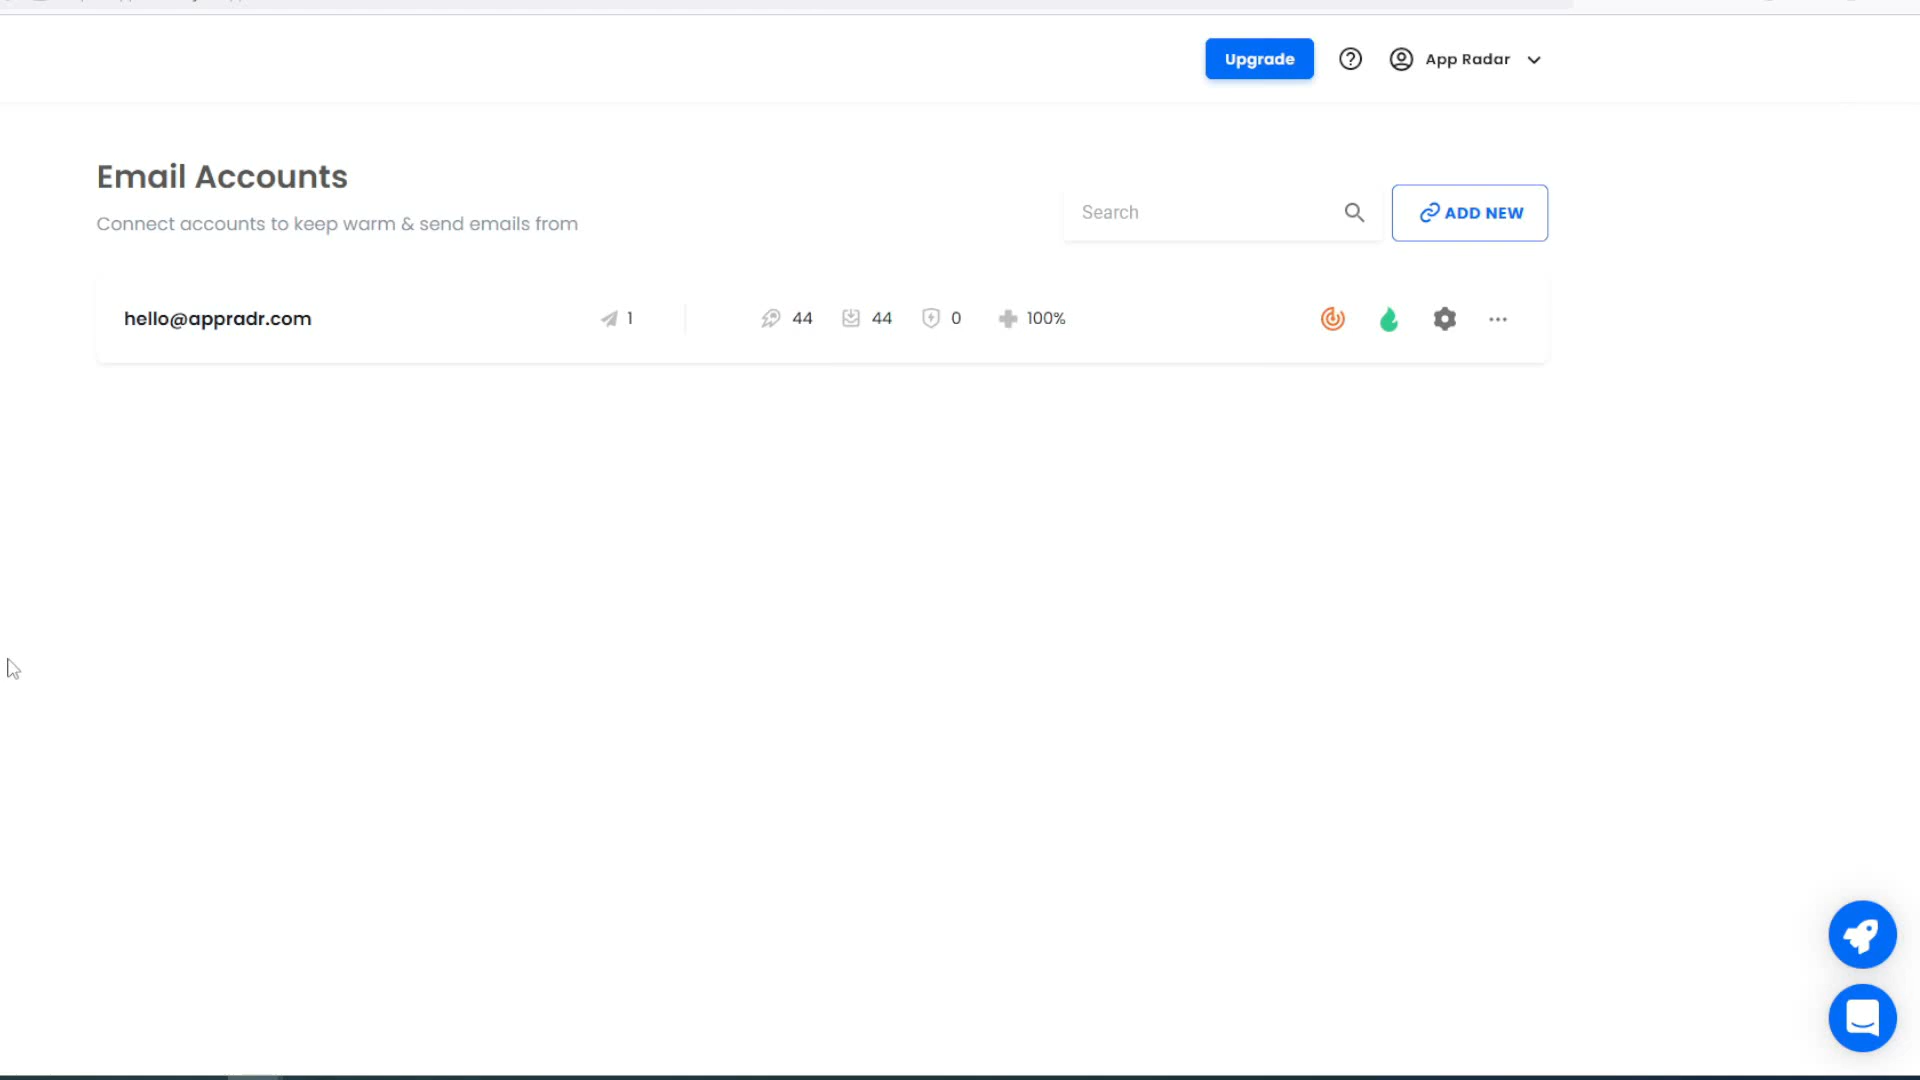 Upgrade
App Radar
Email Accounts
Connect accounts to keep warm & send emails from
Search
ADD NEW
hello@appradr.com 1 44 44 0 100%